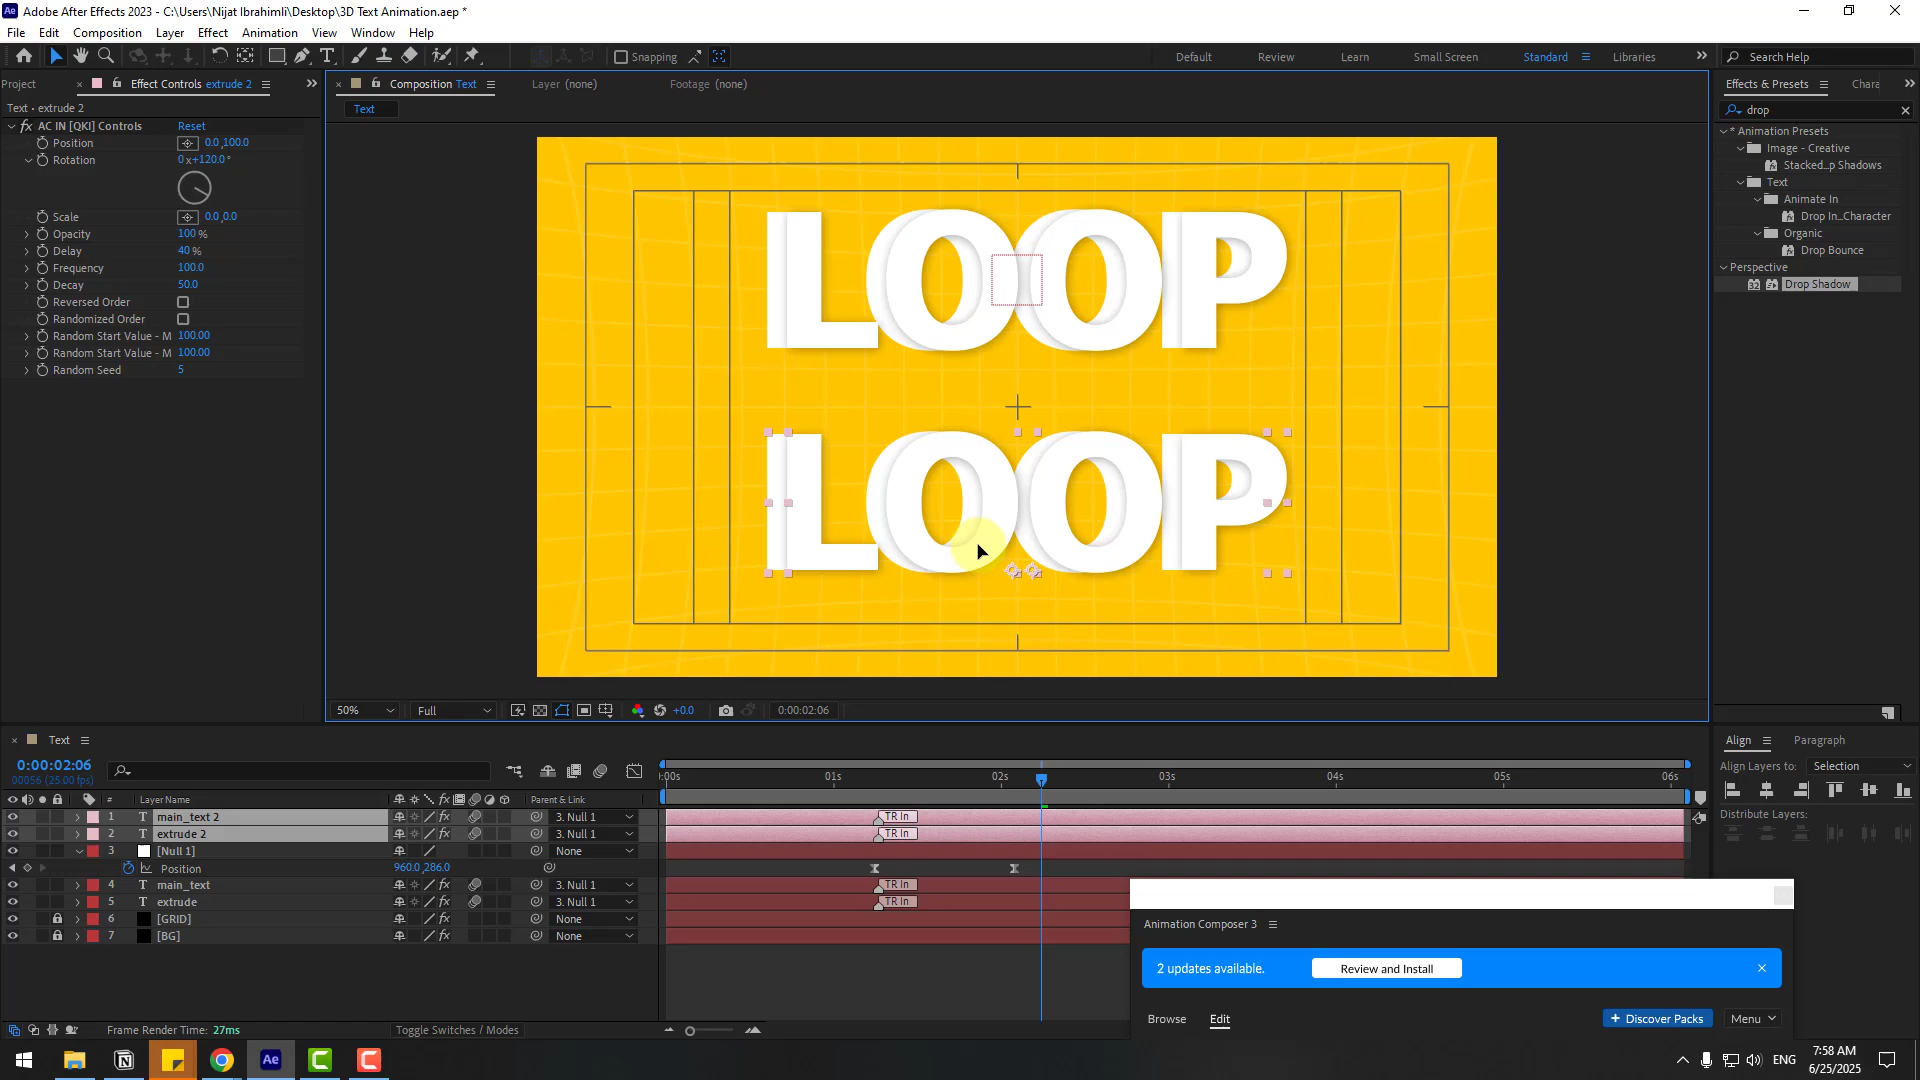 Adobe After Effects 2023 - C:\Users\Nijat Ibrahimli\Desktop\3D Text Animation.aep *
File Edit Composition Layer Effect Animation View Window Help
Snapping
Default Review Learn Small Screen Standard Libraries
Search Help
Project
Effect Controls extrude 2
Composition Text
Layer (none)
Footage (none)
Effects & Presets
Chara
Text • extrude 2
Text
drop
AC IN [QKI] Controls Reset
Position 0.0,100.0
Rotation 0x+120.0°
Scale 0.0,0.0
Opacity 100 %
Delay 40 %
Frequency 100.0
Decay 50.0
Reversed Order
Randomized Order
Random Start Value - M 100.00
Random Start Value - M 100.00
Random Seed 5
LOOP
LOOP
* Animation Presets
Image - Creative
Stacked...p Shadows
Text
Animate In
Drop In...Character
Organic
Drop Bounce
Perspective
32 Drop Shadow
50% Full +0.0 0:00:02:06
Text
0:00:02:06
00056 (25.00 fps)
:00s 01s 02s 03s 04s 05s 06s
# Layer Name Parent & Link
1 T main_text 2 3. Null 1 TR In
2 T extrude 2 3. Null 1 TR In
3 [Null 1] None
Position 960.0,286.0
4 T main_text 3. Null 1 TR In
5 T extrude 3. Null 1 TR In
6 [GRID] None
7 [BG] None
Frame Render Time: 27ms
Toggle Switches / Modes
Align Paragraph
Align Layers to: Selection
Distribute Layers:
Animation Composer 3
2 updates available. Review and Install
Browse Edit + Discover Packs Menu
ENG 7:58 AM
6/25/2025